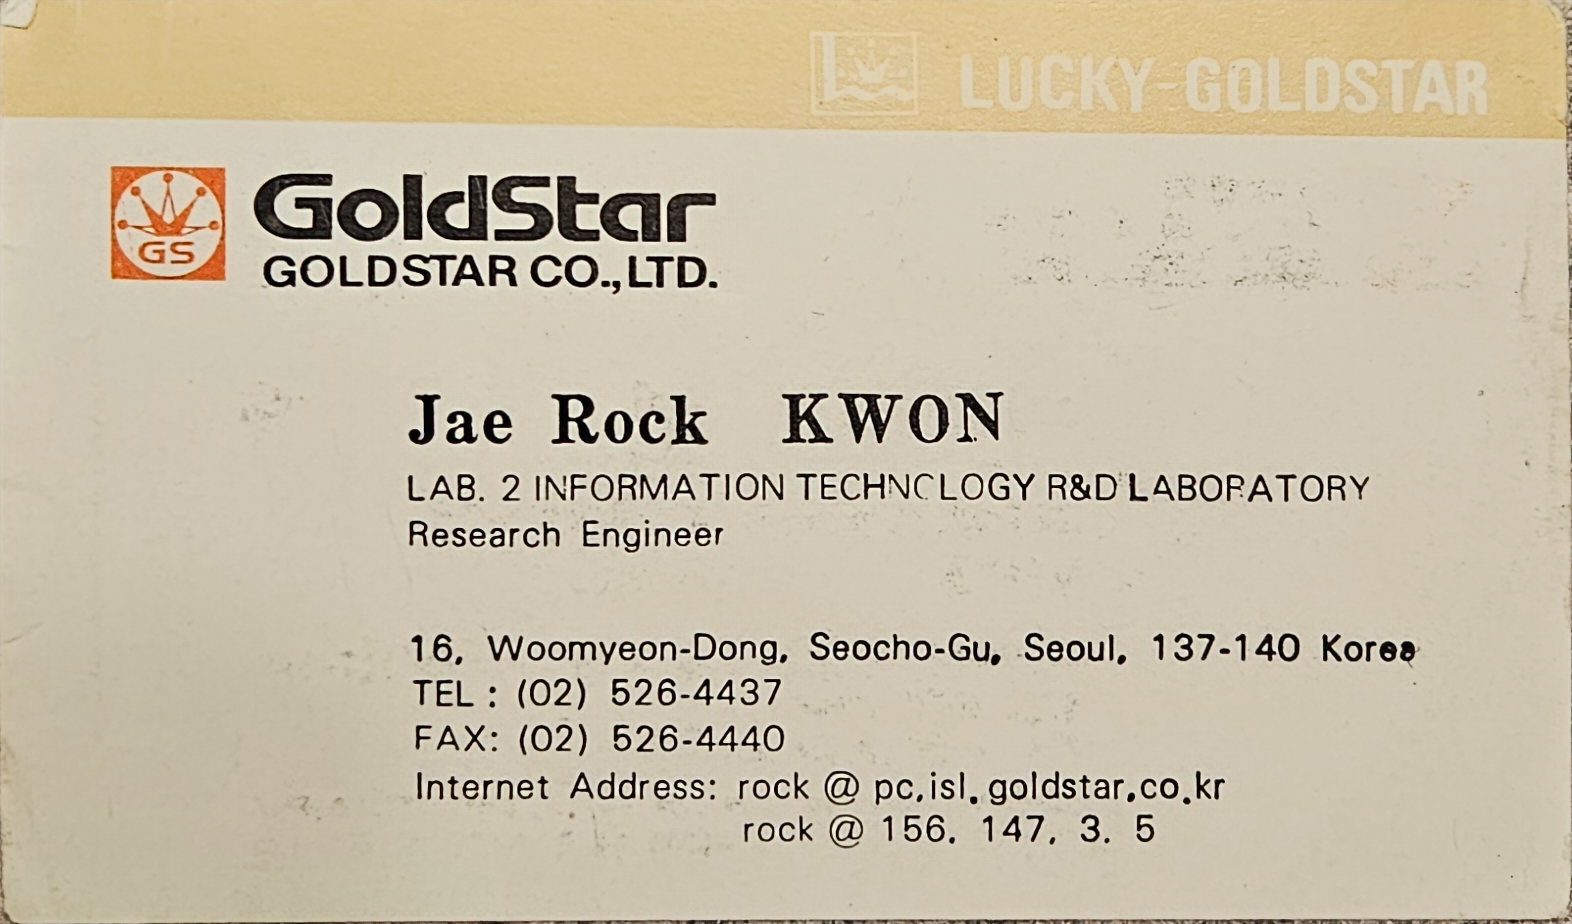 LUCKY-GOLDSTAR
GS
GoldStar
GOLDSTAR CO., LTD.
Jae Rock KWON
LAB. 2 INFORMATION TECHNOLOGY R&D LABORATORY
Research Engineer
16, Woomyeon-Dong, Seocho-Gu, Seoul, 137-140 Korea
TEL : (02) 526-4437
FAX: (02) 526-4440
Internet Address: rock @ pc.isl.goldstar.co.kr
rock @ 156. 147. 3. 5